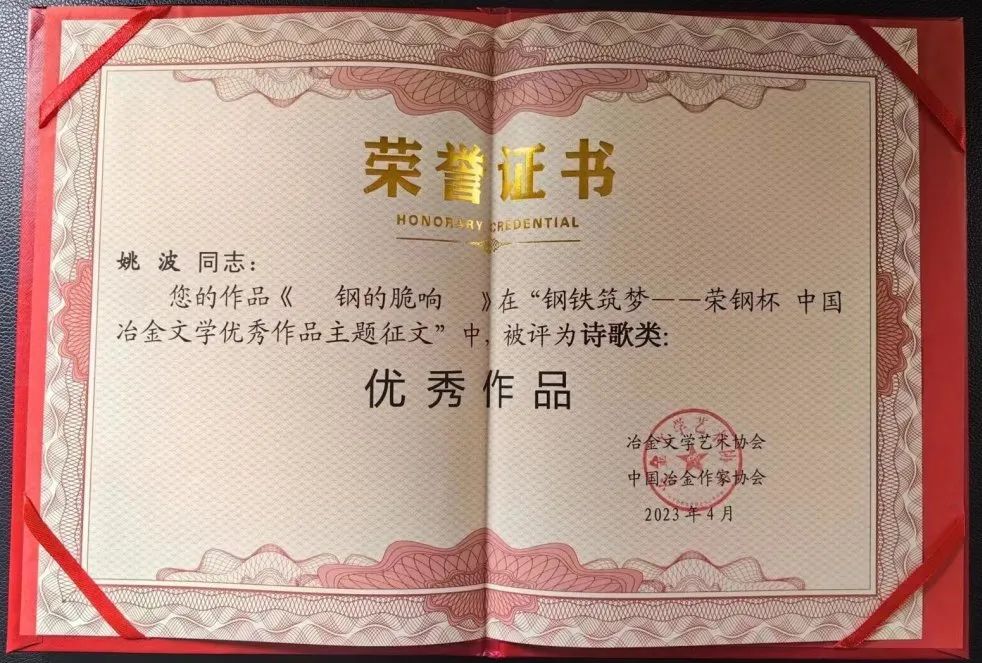 荣誉证书
HONORARY CREDENTIAL
姚 波 同志：
您的作品《 钢的脆响 》在“钢铁筑梦——荣钢杯 中国
冶金文学优秀作品主题征文”中，被评为诗歌类：
优秀作品
冶金文学艺术协会
中国冶金作家协会
2023年4月